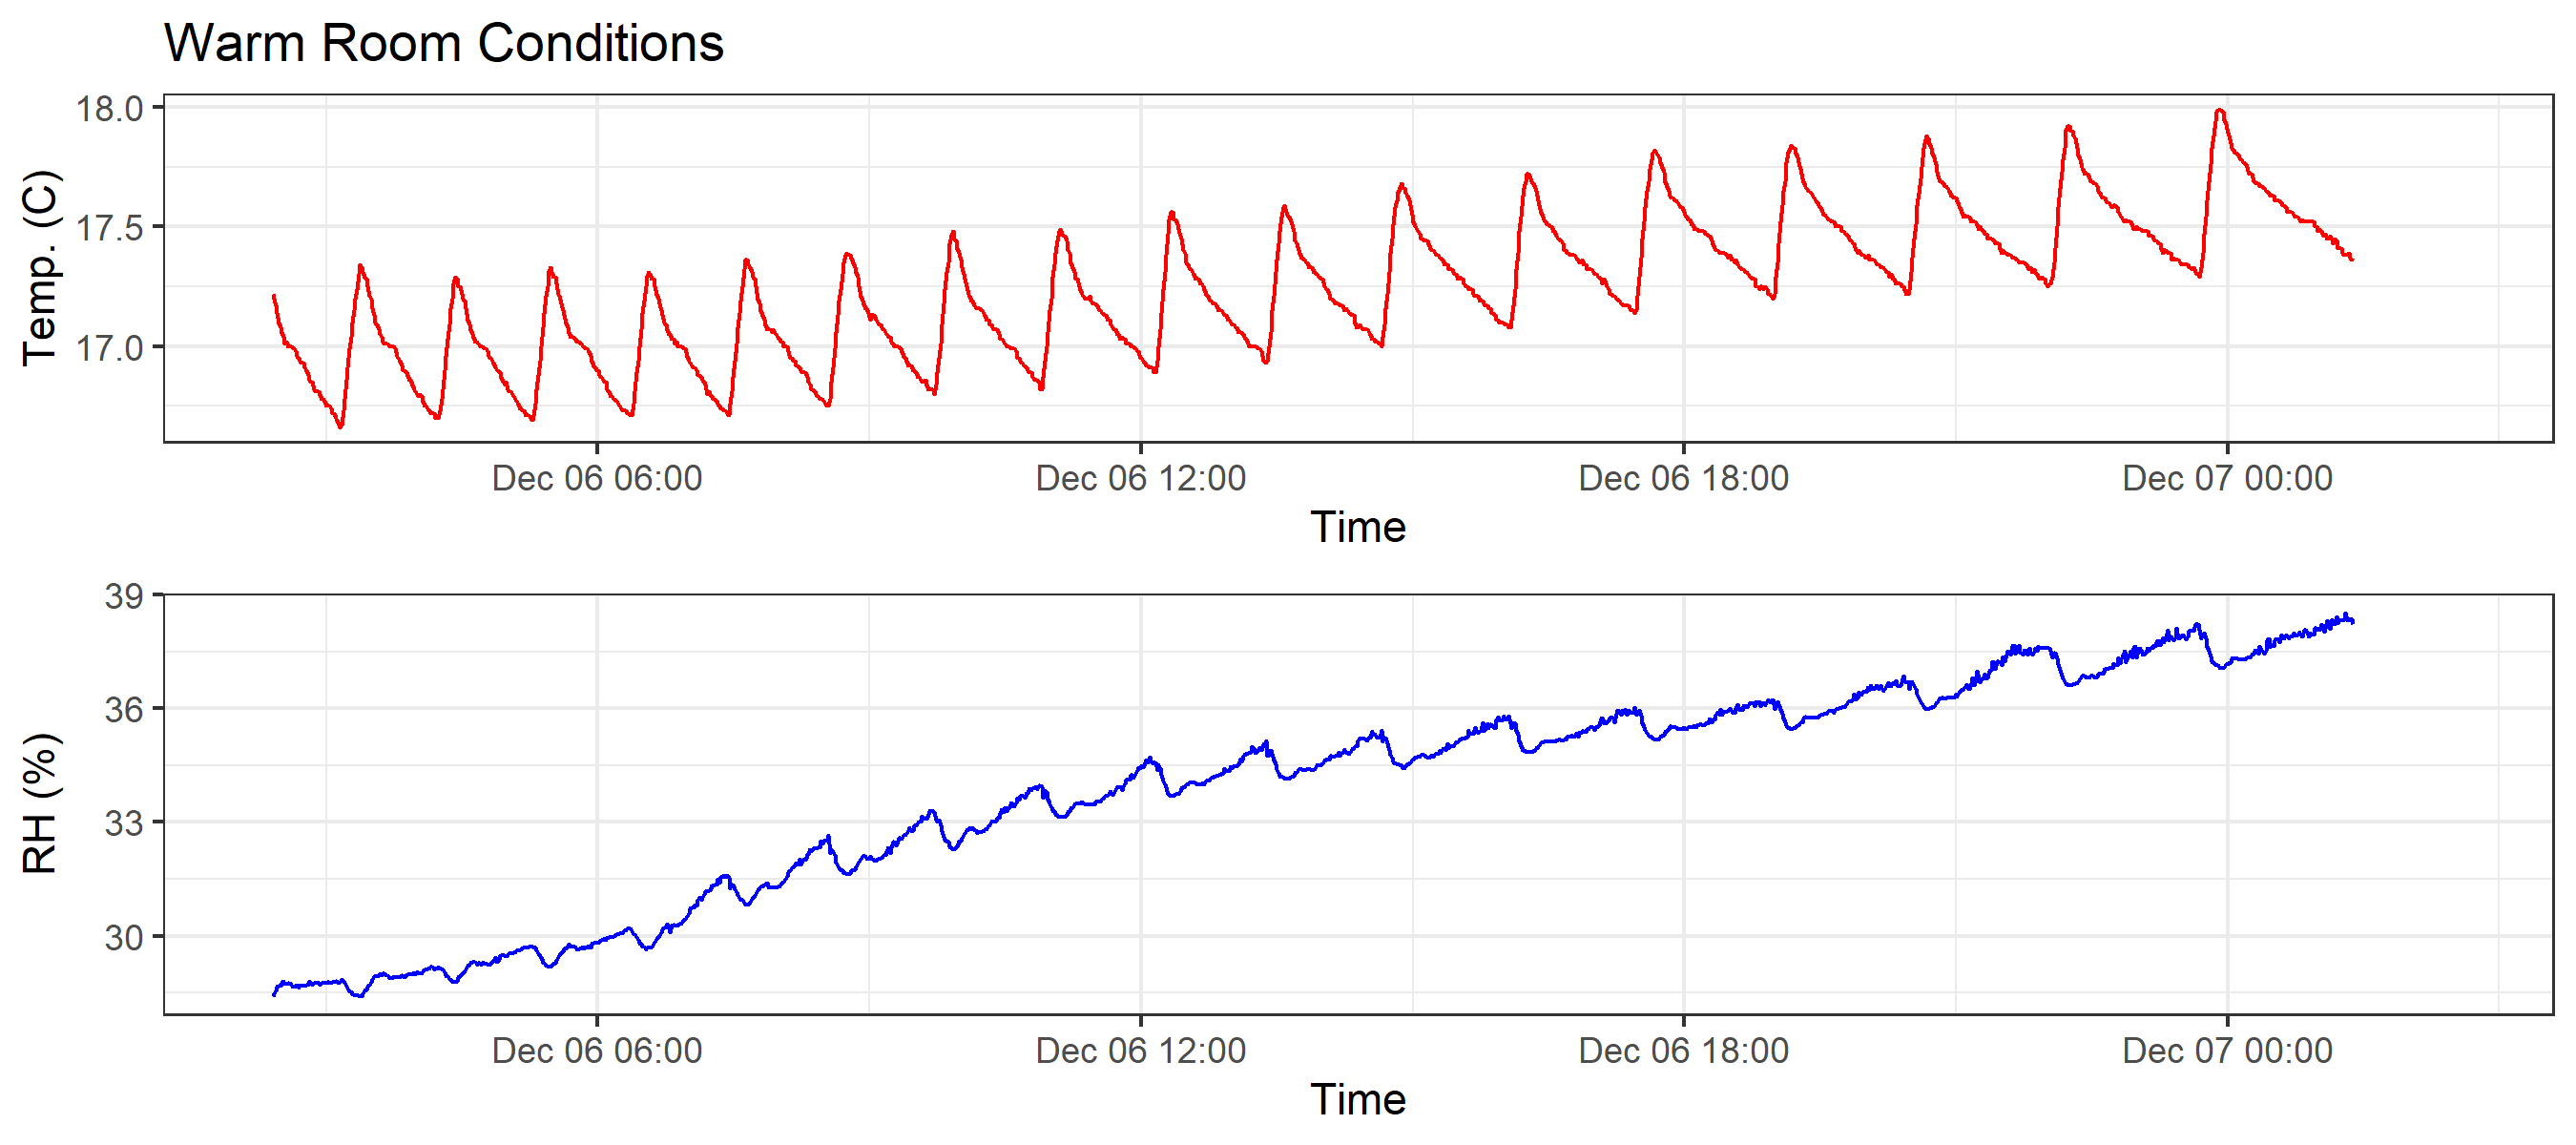 Warm Room Conditions
18.0
17.5
17.0
Temp. (C)
Dec 06 06:00 Dec 06 12:00 Dec 06 18:00 Dec 07 00:00
Time
39
36
33
30
RH (%)
Dec 06 06:00 Dec 06 12:00 Dec 06 18:00 Dec 07 00:00
Time